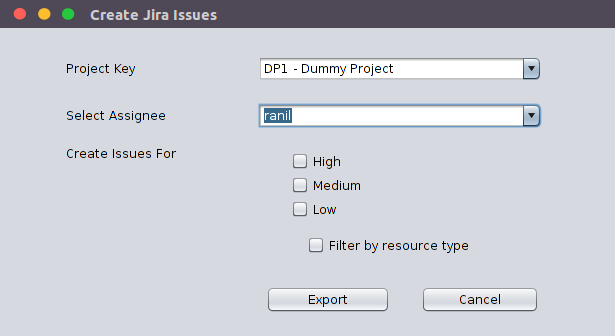 Create Jira Issues
Project Key
DP1 - Dummy Project
Select Assignee
ranil
Create Issues For
High
Medium
Low
Filter by resource type
Export
Cancel